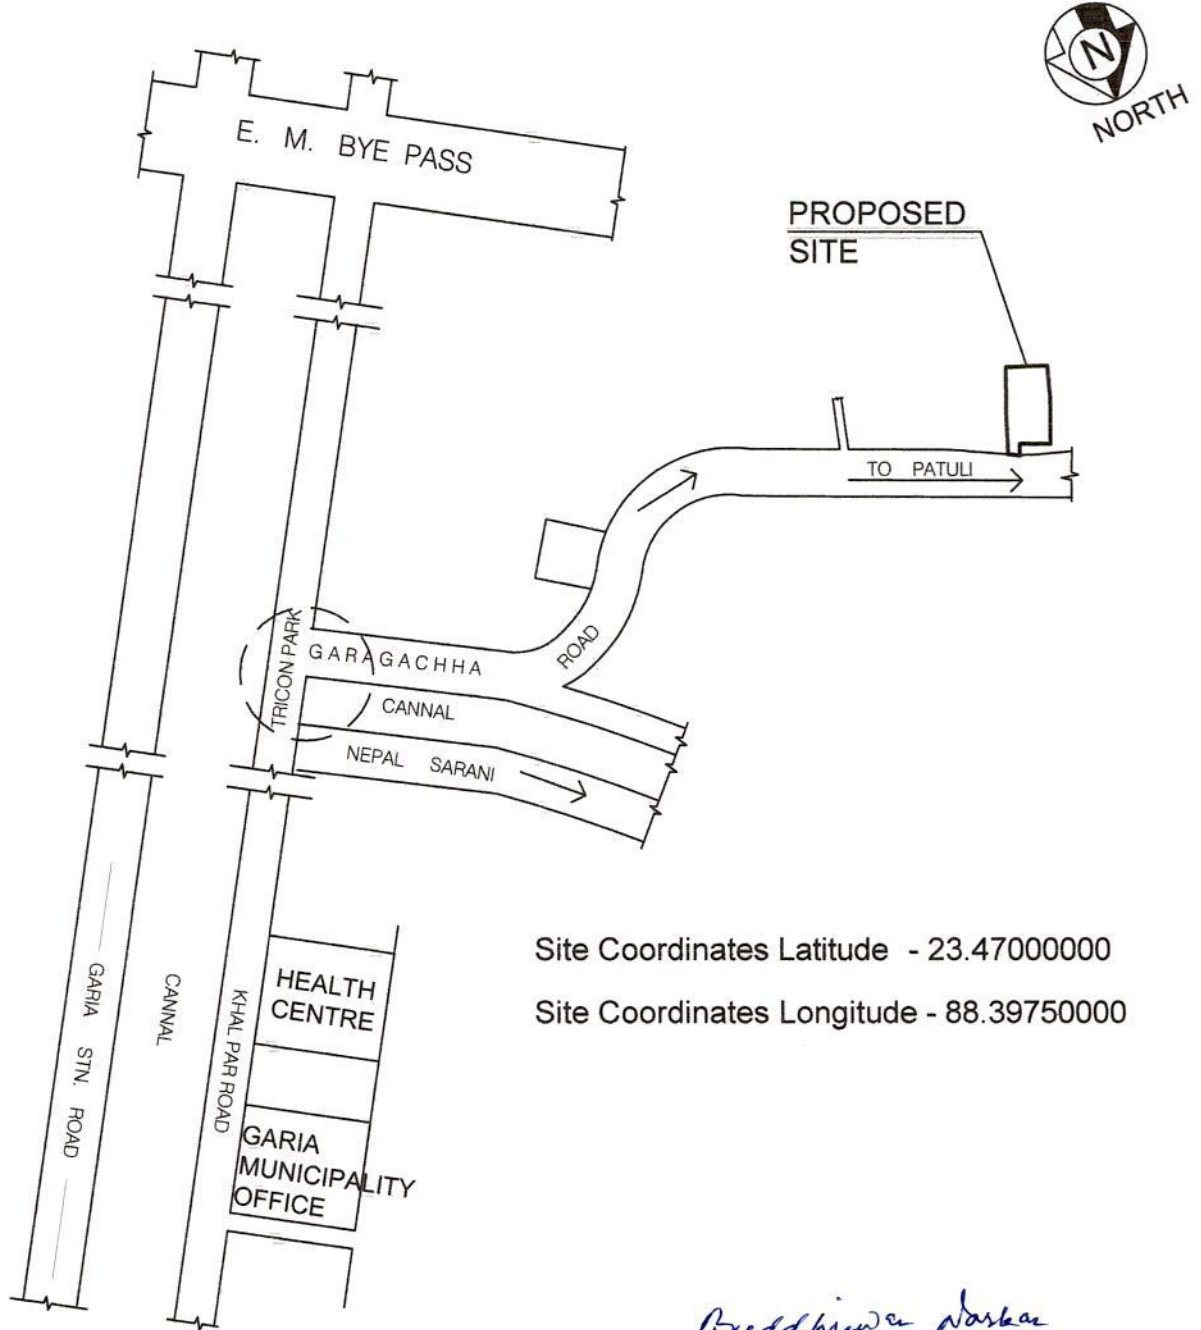 N
NORTH
E. M. BYE PASS
PROPOSED
SITE
TO PATULI
TRICON PARK
GARAGACHHA
ROAD
CANNAL
NEPAL SARANI
Site Coordinates Latitude - 23.47000000
Site Coordinates Longitude - 88.39750000
HEALTH
CENTRE
GARIA STN. ROAD
CANNAL
KHAL PAR ROAD
GARIA
MUNICIPALITY
OFFICE
Naskar